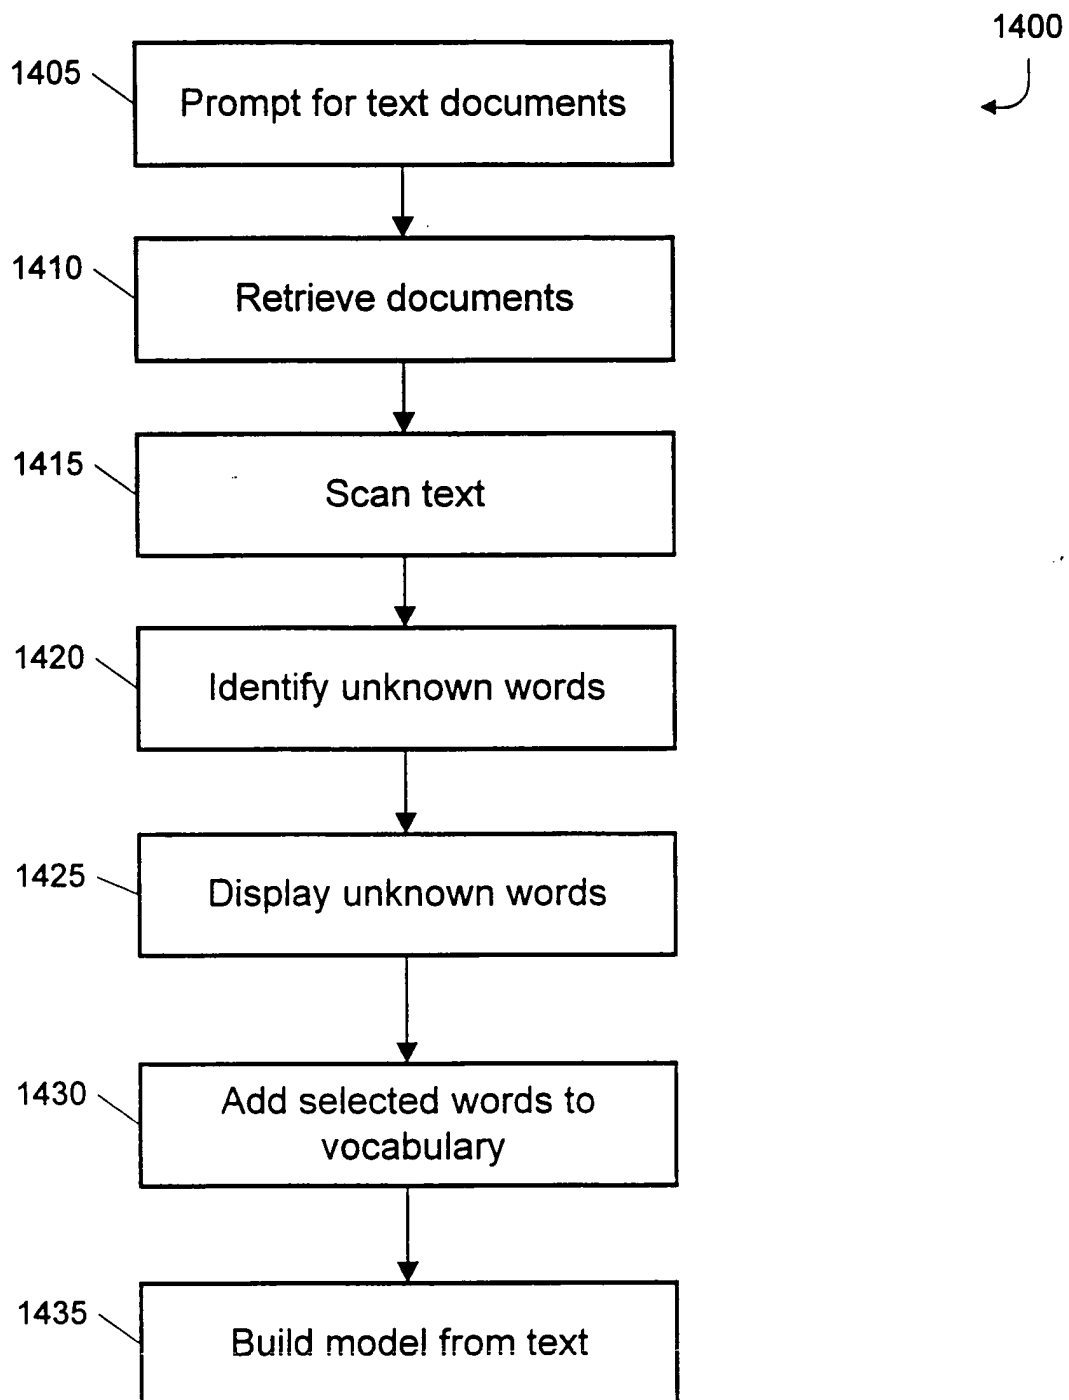 1400
1405
Prompt for text documents
1410
Retrieve documents
1415
Scan text
1420
Identify unknown words
1425
Display unknown words
1430
Add selected words to
vocabulary
1435
Build model from text